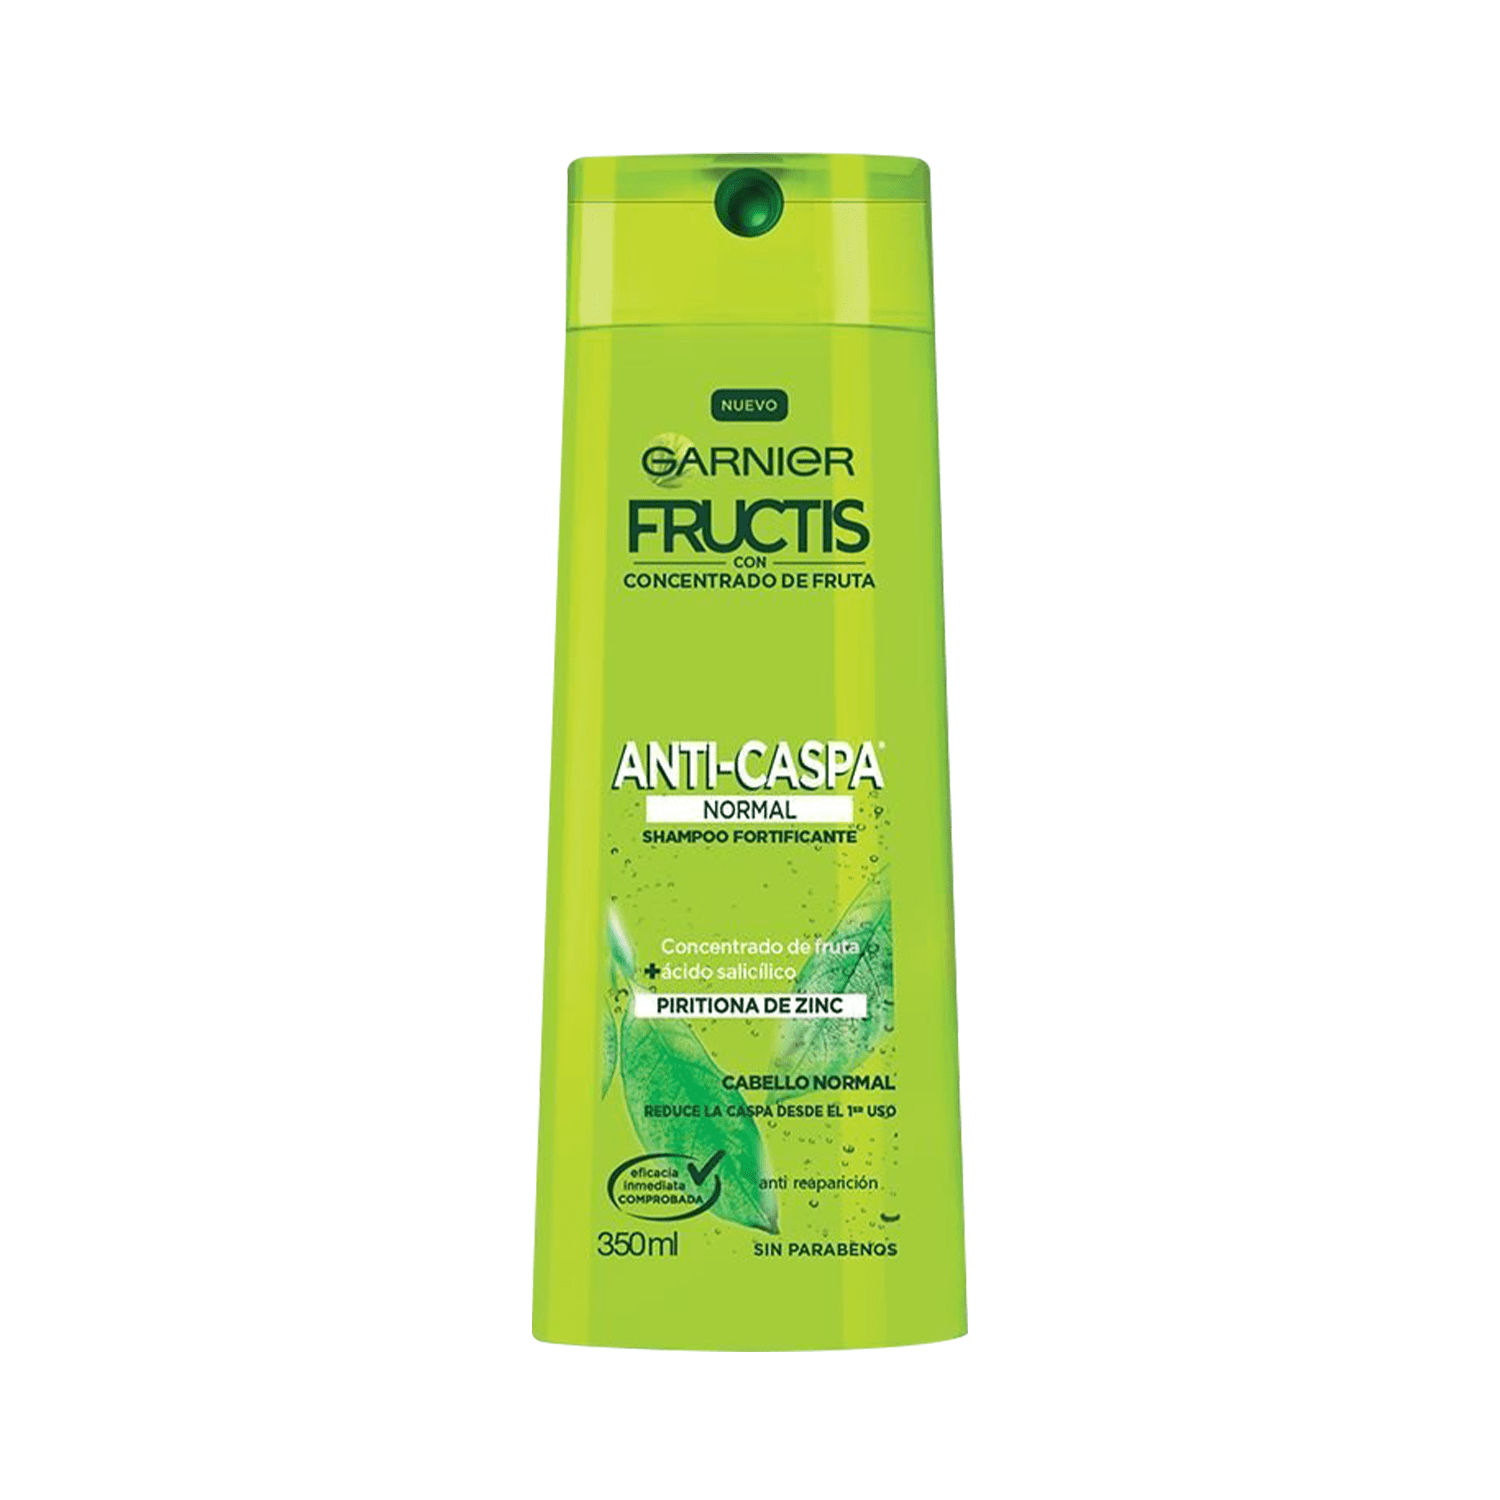 NUEVO
GARNIER
FRUCTIS
CON
CONCENTRADO DE FRUTA
ANTI-CASPA
NORMAL
SHAMPOO FORTIFICANTE
Concentrado de fruta
+ácido salicílico
PIRITIONA DE ZINC
CABELLO NORMAL
REDUCE LA CASPA DESDE EL 1ER USO
eficacia
inmediata
COMPROBADA
anti reaparición
350ml
SIN PARABENOS